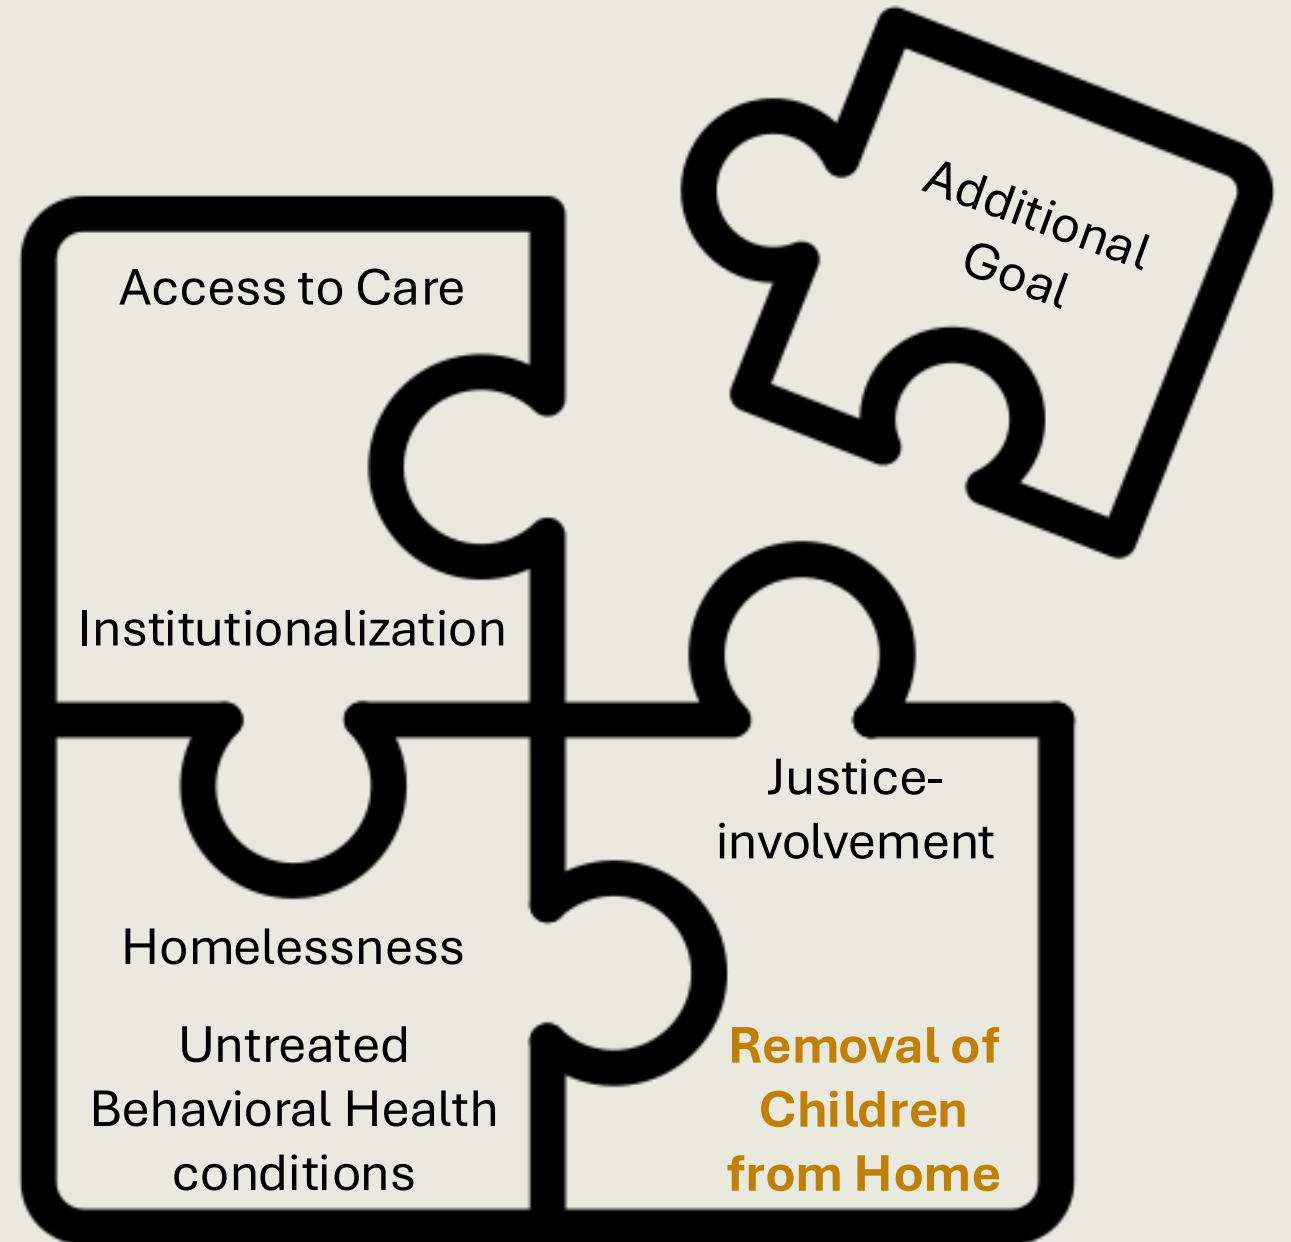 Additional
Goal
Access to Care
Institutionalization
Justice-
involvement
Homelessness
Untreated
Behavioral Health
conditions
Removal of
Children
from Home